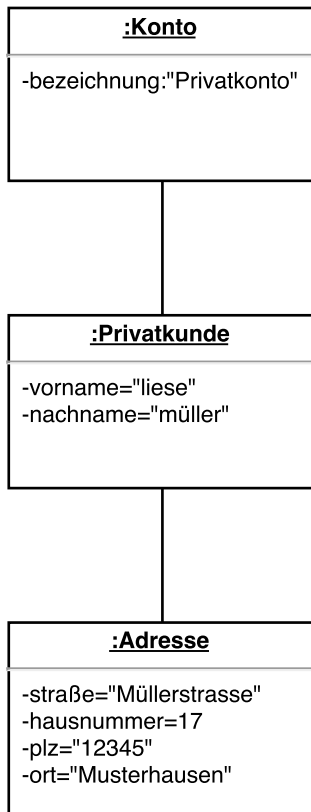 :Konto
-bezeichnung:"Privatkonto"
:Privatkunde
-vorname="liese"
-nachname="müller"
:Adresse
-straße="Müllerstrasse"
-hausnummer=17
-plz="12345"
-ort="Musterhausen"